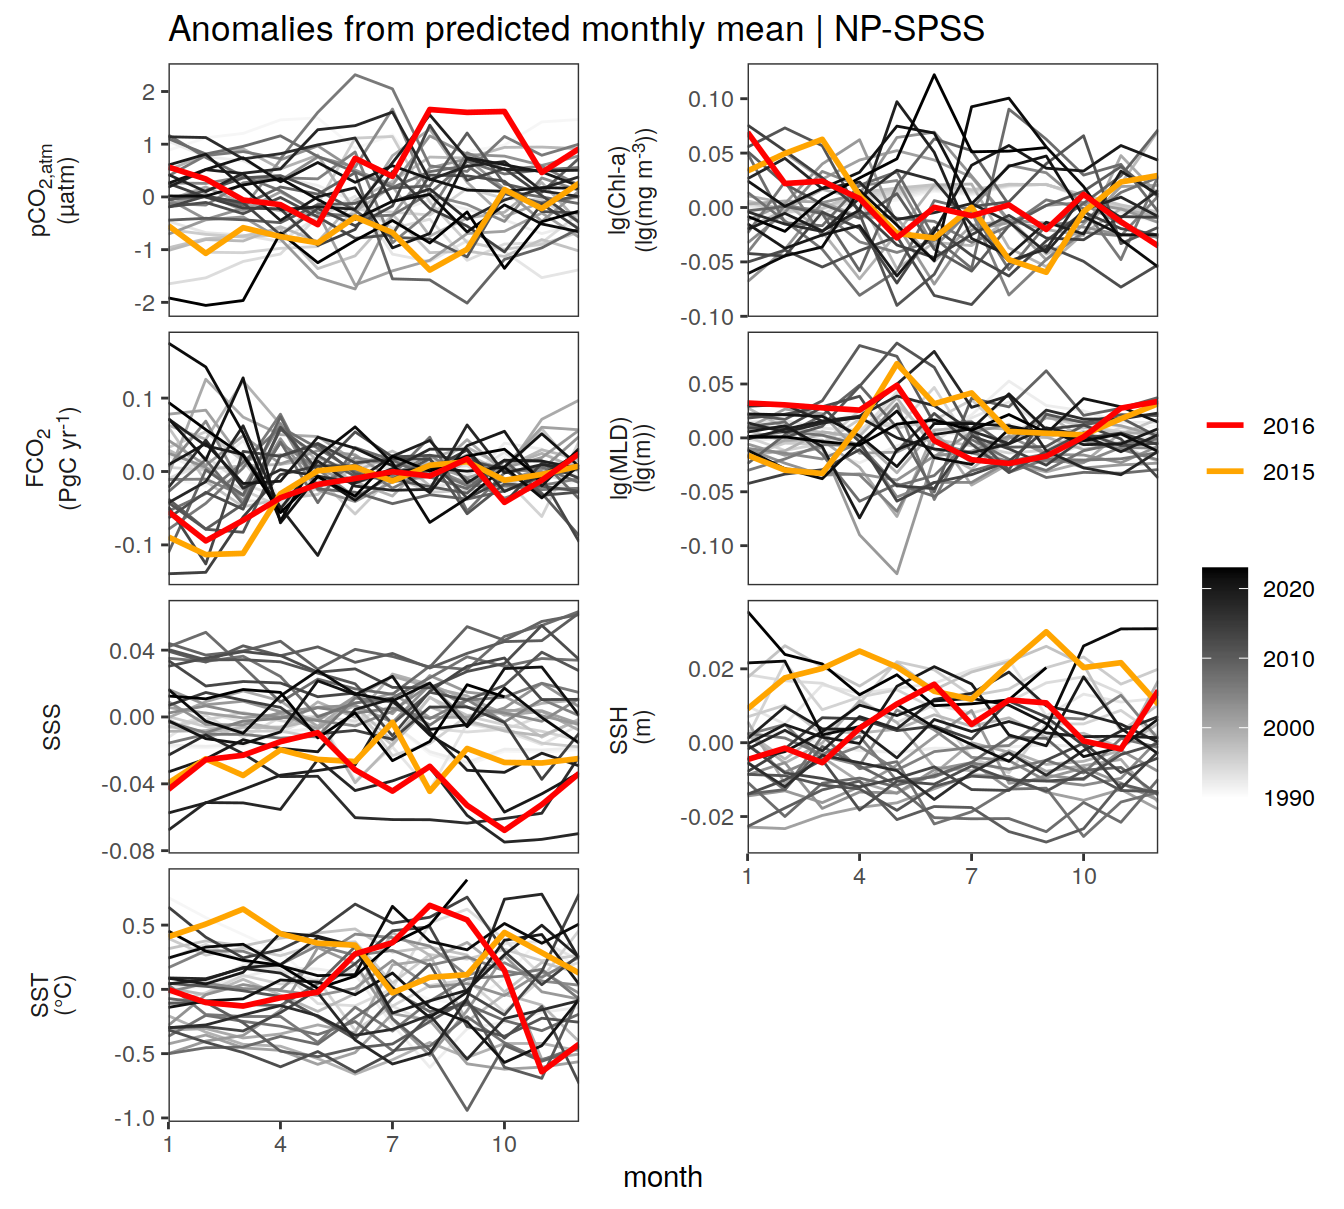 Anomalies from predicted monthly mean | NP-SPSS
pCO2,atm
(µatm)
2
1
0
-1
-2
lg(Chl-a)
(lg(mg m-3))
0.10
0.05
0.00
-0.05
-0.10
FCO2
(PgC yr-1)
0.1
0.0
-0.1
lg(MLD)
(lg(m))
0.05
0.00
-0.05
-0.10
SSS
0.04
0.00
-0.04
-0.08
SSH
(m)
0.02
0.00
-0.02
1 4 7 10
SST
(°C)
0.5
0.0
-0.5
-1.0
1 4 7 10
month
2016
2015
2020
2010
2000
1990